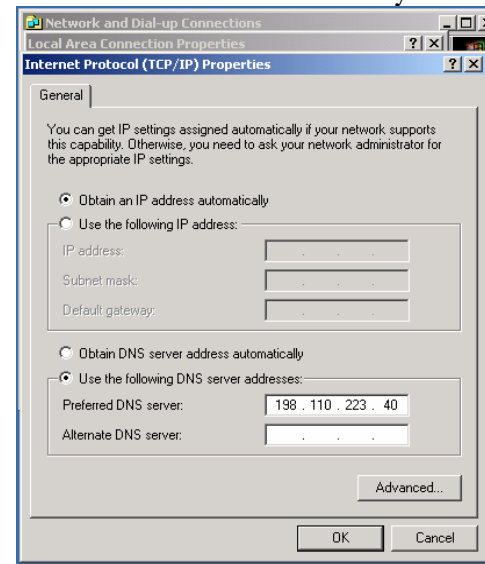 Network and Dial-up Connections
Local Area Connection Properties
Internet Protocol (TCP/IP) Properties
General
You can get IP settings assigned automatically if your network supports
this capability. Otherwise, you need to ask your network administrator for
the appropriate IP settings.
Obtain an IP address automatically
Use the following IP address:
IP address:
Subnet mask:
Default gateway:
Obtain DNS server address automatically
Use the following DNS server addresses:
Preferred DNS server: 198 . 110 . 223 . 40
Alternate DNS server:
Advanced...
OK Cancel